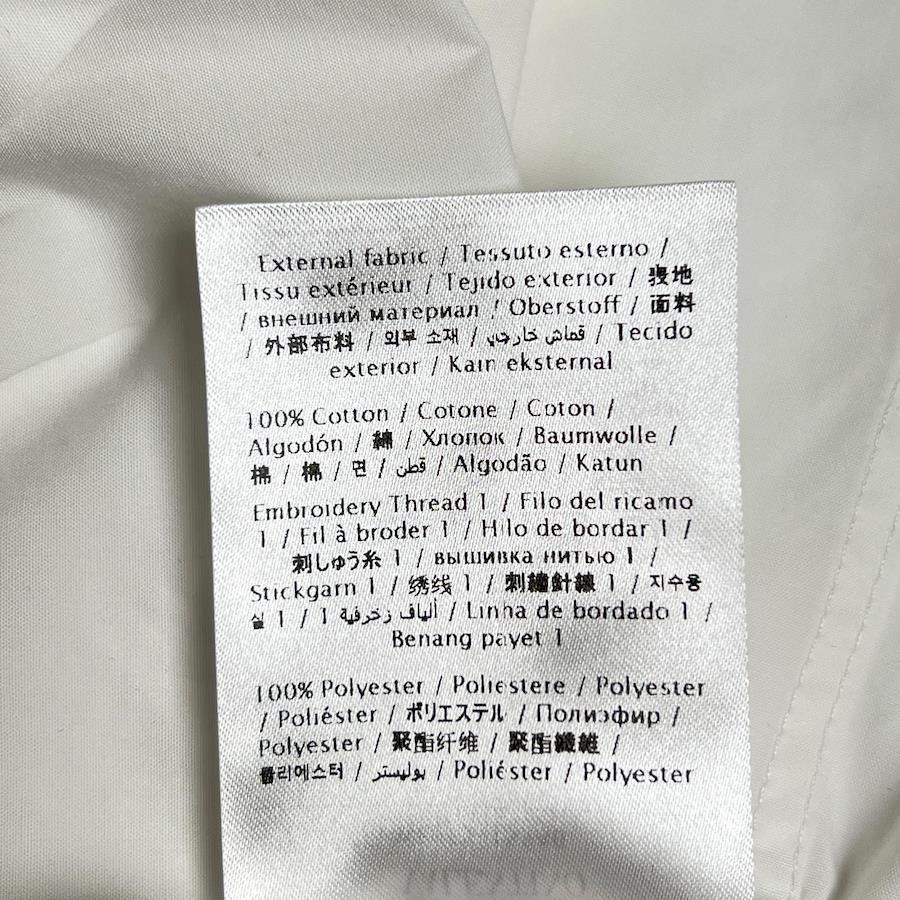 External fabric / Tessuto esterno /
Tissu extérieur / Tejido exterior / 表地
/ внешний материал / Oberstoff / 面料
/ 外部布料 / 외부 소재 / قماش خارجي / Tecido
exterior / Kain eksternal
100% Cotton / Cotone / Coton /
Algodón / 綿 / Хлопок / Baumwolle /
棉 / 棉 / 면 / قطن / Algodão / Katun
Embroidery Thread 1 / Filo del ricamo
1 / Fil à broder 1 / Hilo de bordar 1 /
刺しゅう糸 1 / вышивка нитью 1 /
Stickgarn 1 / 绣线 1 / 刺繡針線 1 / 자수용
실 1 / 1 ألياف زخرفية / Linha de bordado 1 /
Benang payet 1
100% Polyester / Poliestere / Polyester
/ Poliéster / ポリエステル / Полиэфир /
Polyester / 聚酯纤维 / 聚酯纖維 /
폴리에스터 / بوليستر / Poliéster / Polyester